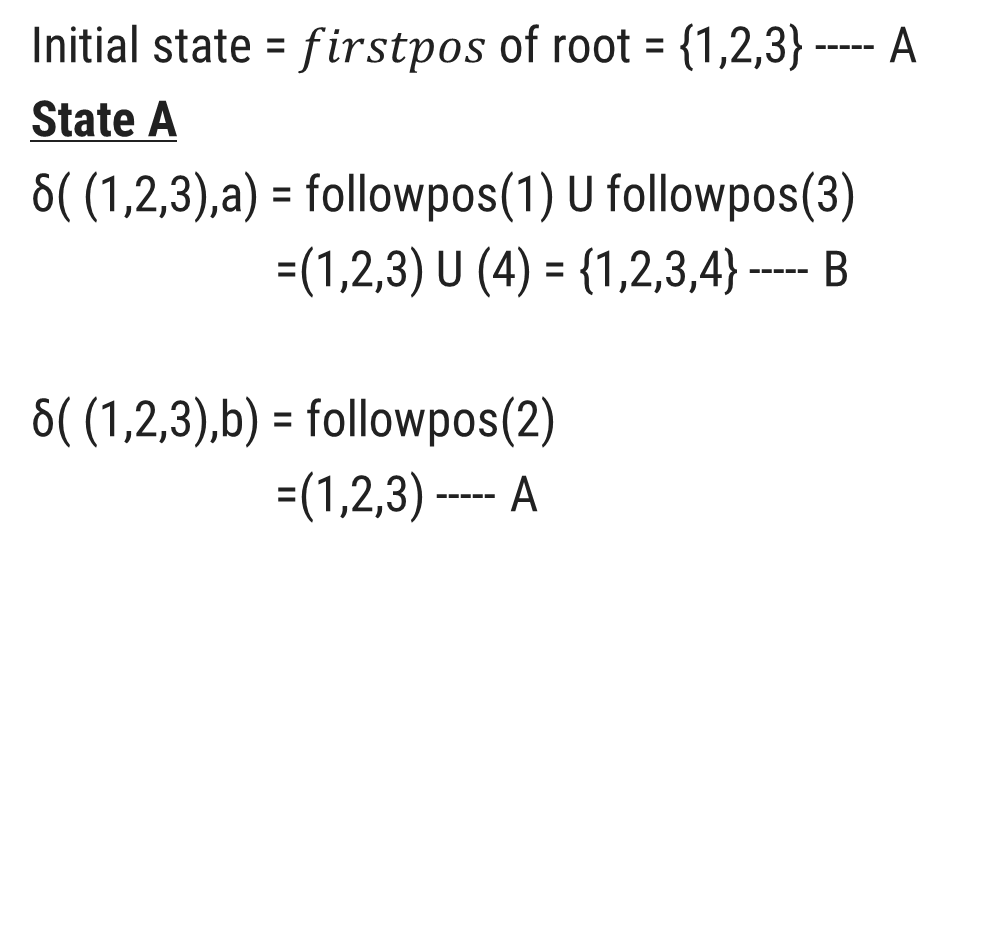 Initial state = firstpos of root = {1,2,3} ----- A
State A
δ( (1,2,3),a) = followpos(1) U followpos(3)
=(1,2,3) U (4) = {1,2,3,4} ----- B
δ( (1,2,3),b) = followpos(2)
=(1,2,3) ----- A